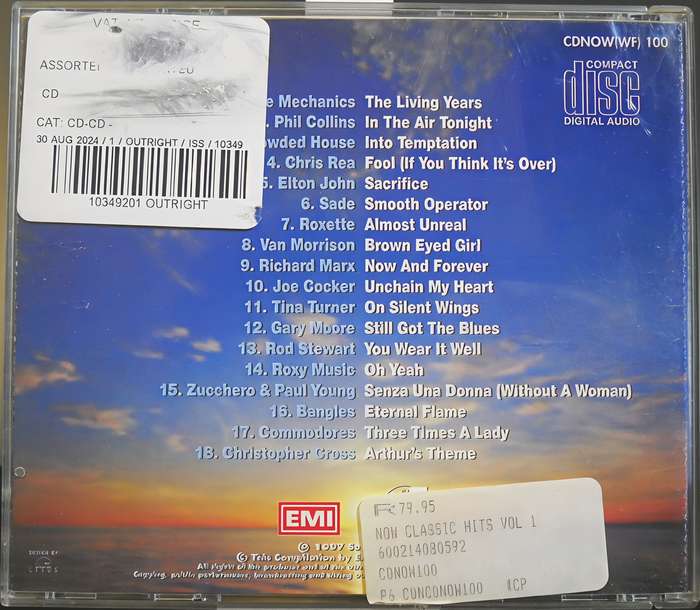 ASSORTE
CD
CAT: CD-CD -
30 AUG 2024 / 1 / OUTRIGHT / ISS / 10349
10349201 OUTRIGHT
CDNOW(WF) 100
COMPACT
disc
DIGITAL AUDIO
Mechanics The Living Years
Phil Collins In The Air Tonight
House Into Temptation
4. Chris Rea Fool (If You Think It's Over)
5. Elton John Sacrifice
6. Sade Smooth Operator
7. Roxette Almost Unreal
8. Van Morrison Brown Eyed Girl
9. Richard Marx Now And Forever
10. Joe Cocker Unchain My Heart
11. Tina Turner On Silent Wings
12. Gary Moore Still Got The Blues
13. Rod Stewart You Wear It Well
14. Roxy Music Oh Yeah
15. Zucchero & Paul Young Senza Una Donna (Without A Woman)
16. Bangles Eternal Flame
17. Commodores Three Times A Lady
18. Christopher Cross Arthur's Theme
EMI
R 79.95
NOW CLASSIC HITS VOL 1
600214080592
CDNOW100